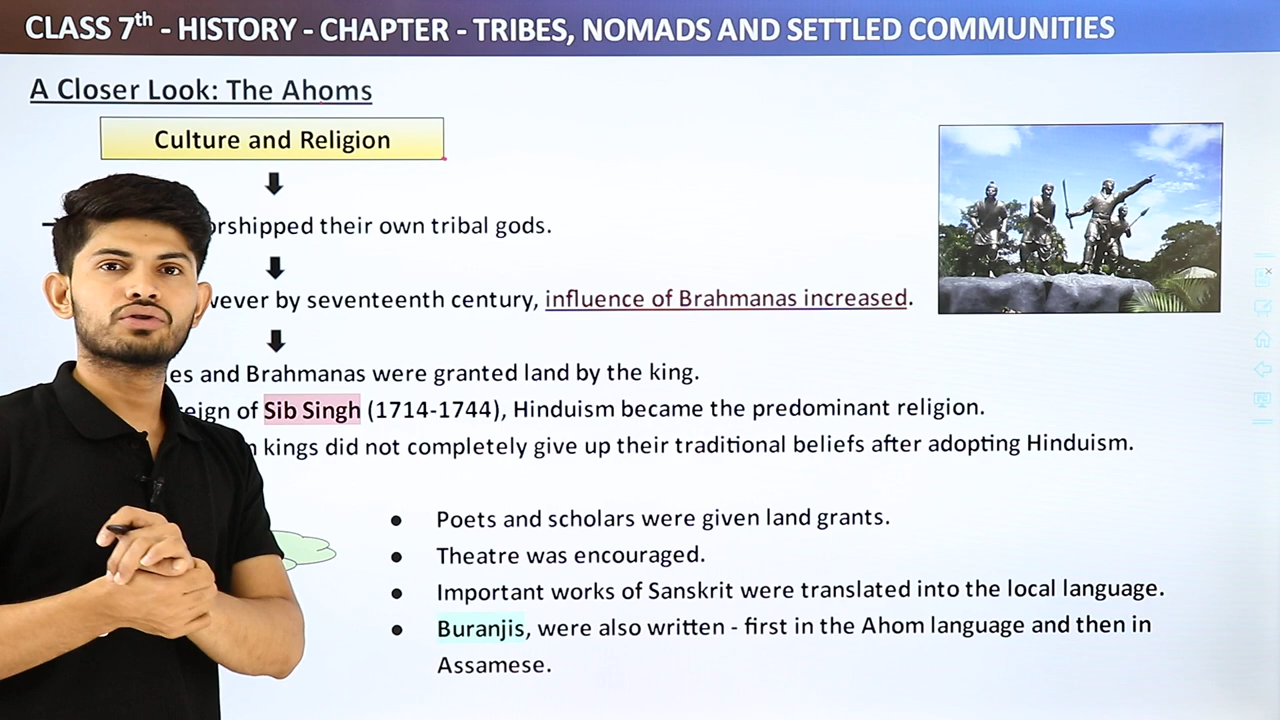 CLASS 7th - HISTORY - CHAPTER - TRIBES, NOMADS AND SETTLED COMMUNITIES
A Closer Look: The Ahoms
Culture and Religion
their own tribal gods.
by seventeenth century, influence of Brahmanas increased.
and Brahmanas were granted land by the king.
of Sib Singh (1714-1744), Hinduism became the predominant religion.
kings did not completely give up their traditional beliefs after adopting Hinduism.
● Poets and scholars were given land grants.
● Theatre was encouraged.
● Important works of Sanskrit were translated into the local language.
● Buranjis, were also written - first in the Ahom language and then in
Assamese.